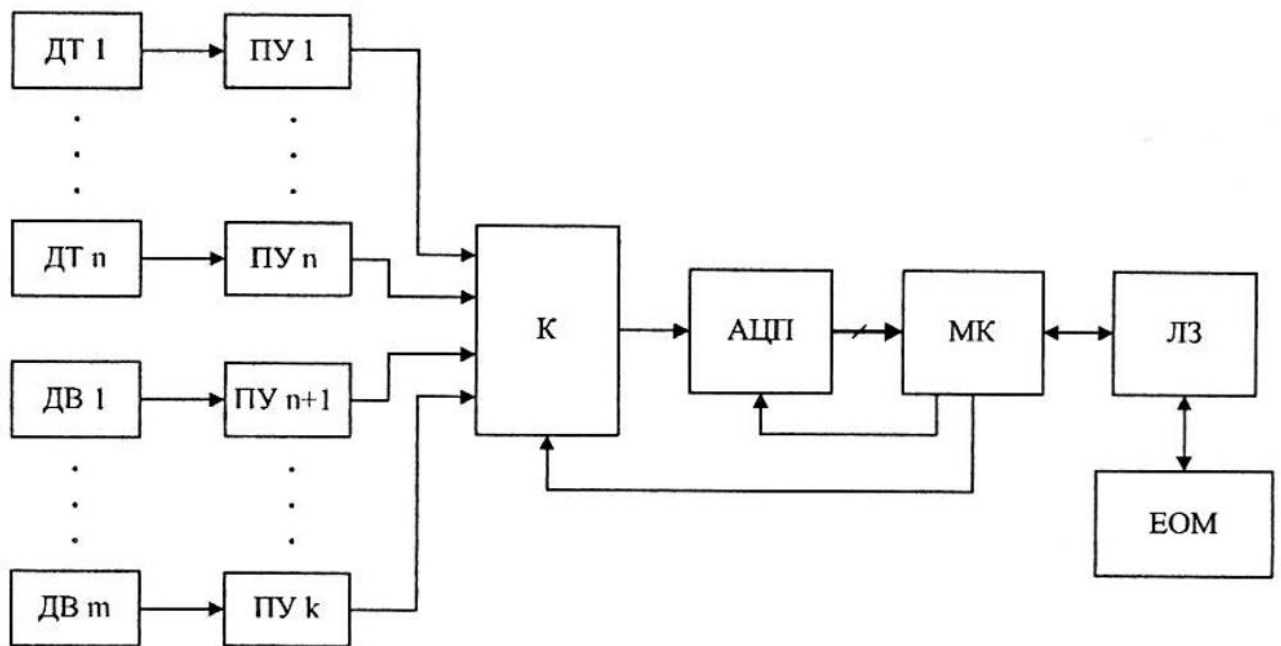 ДТ 1
ПУ 1
ДТ n
ПУ n
К
АЦП
МК
ЛЗ
ДВ 1
ПУ n+1
ЕОМ
ДВ m
ПУ k